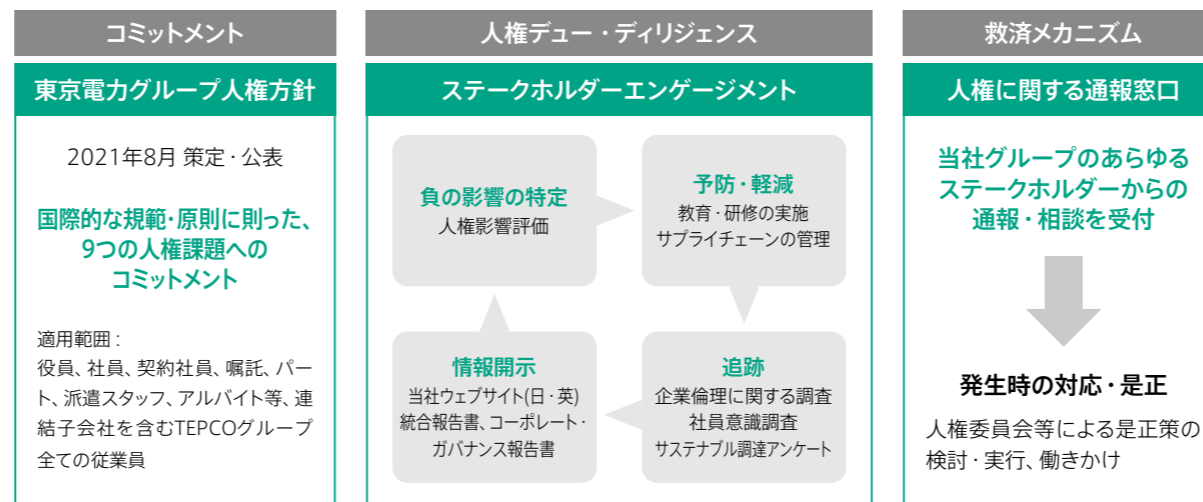 コミットメント
東京電力グループ人権方針
2021年8月 策定・公表
国際的な規範・原則に則った、
9つの人権課題への
コミットメント
適用範囲：
役員、社員、契約社員、嘱託、パー
ト、派遣スタッフ、アルバイト等、連
結子会社を含むTEPCOグループ
全ての従業員
人権デュー・ディリジェンス
ステークホルダーエンゲージメント
負の影響の特定
人権影響評価
予防・軽減
教育・研修の実施
サプライチェーンの管理
追跡
企業倫理に関する調査
社員意識調査
サステナブル調達アンケート
情報開示
当社ウェブサイト(日・英)
統合報告書、コーポレート・
ガバナンス報告書
救済メカニズム
人権に関する通報窓口
当社グループのあらゆる
ステークホルダーからの
通報・相談を受付
発生時の対応・是正
人権委員会等による是正策の
検討・実行、働きかけ